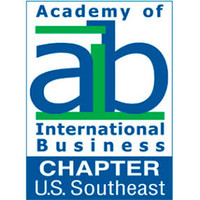 Academy of
aib
International
Business
CHAPTER
U.S. Southeast